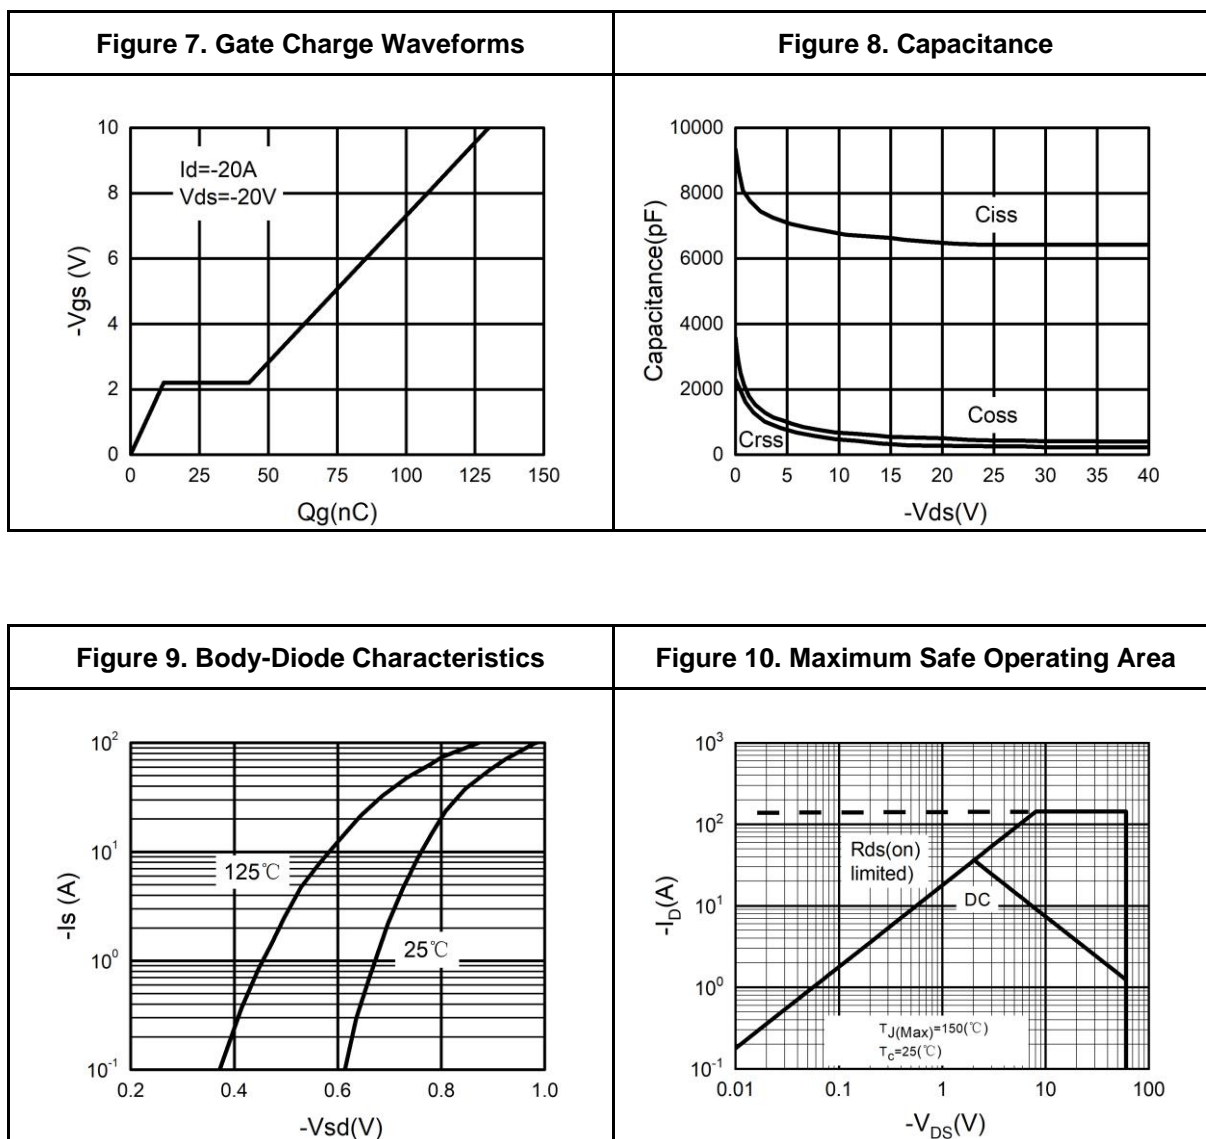 Figure 7. Gate Charge Waveforms
Figure 8. Capacitance
10
8
6
4
2
0
-Vgs (V)
Id=-20A
Vds=-20V
0 25 50 75 100 125 150
Qg(nC)
10000
8000
6000
4000
2000
0
Capacitance(pF)
Ciss
Coss
Crss
0 5 10 15 20 25 30 35 40
-Vds(V)
Figure 9. Body-Diode Characteristics
Figure 10. Maximum Safe Operating Area
10²
10¹
10⁰
10⁻¹
-Is (A)
125℃
25℃
0.2 0.4 0.6 0.8 1.0
-Vsd(V)
10³
10²
10¹
10⁰
10⁻¹
-I_D(A)
Rds(on)
limited)
DC
T_J(Max)=150(℃)
T_c=25(℃)
0.01 0.1 1 10 100
-V_DS(V)